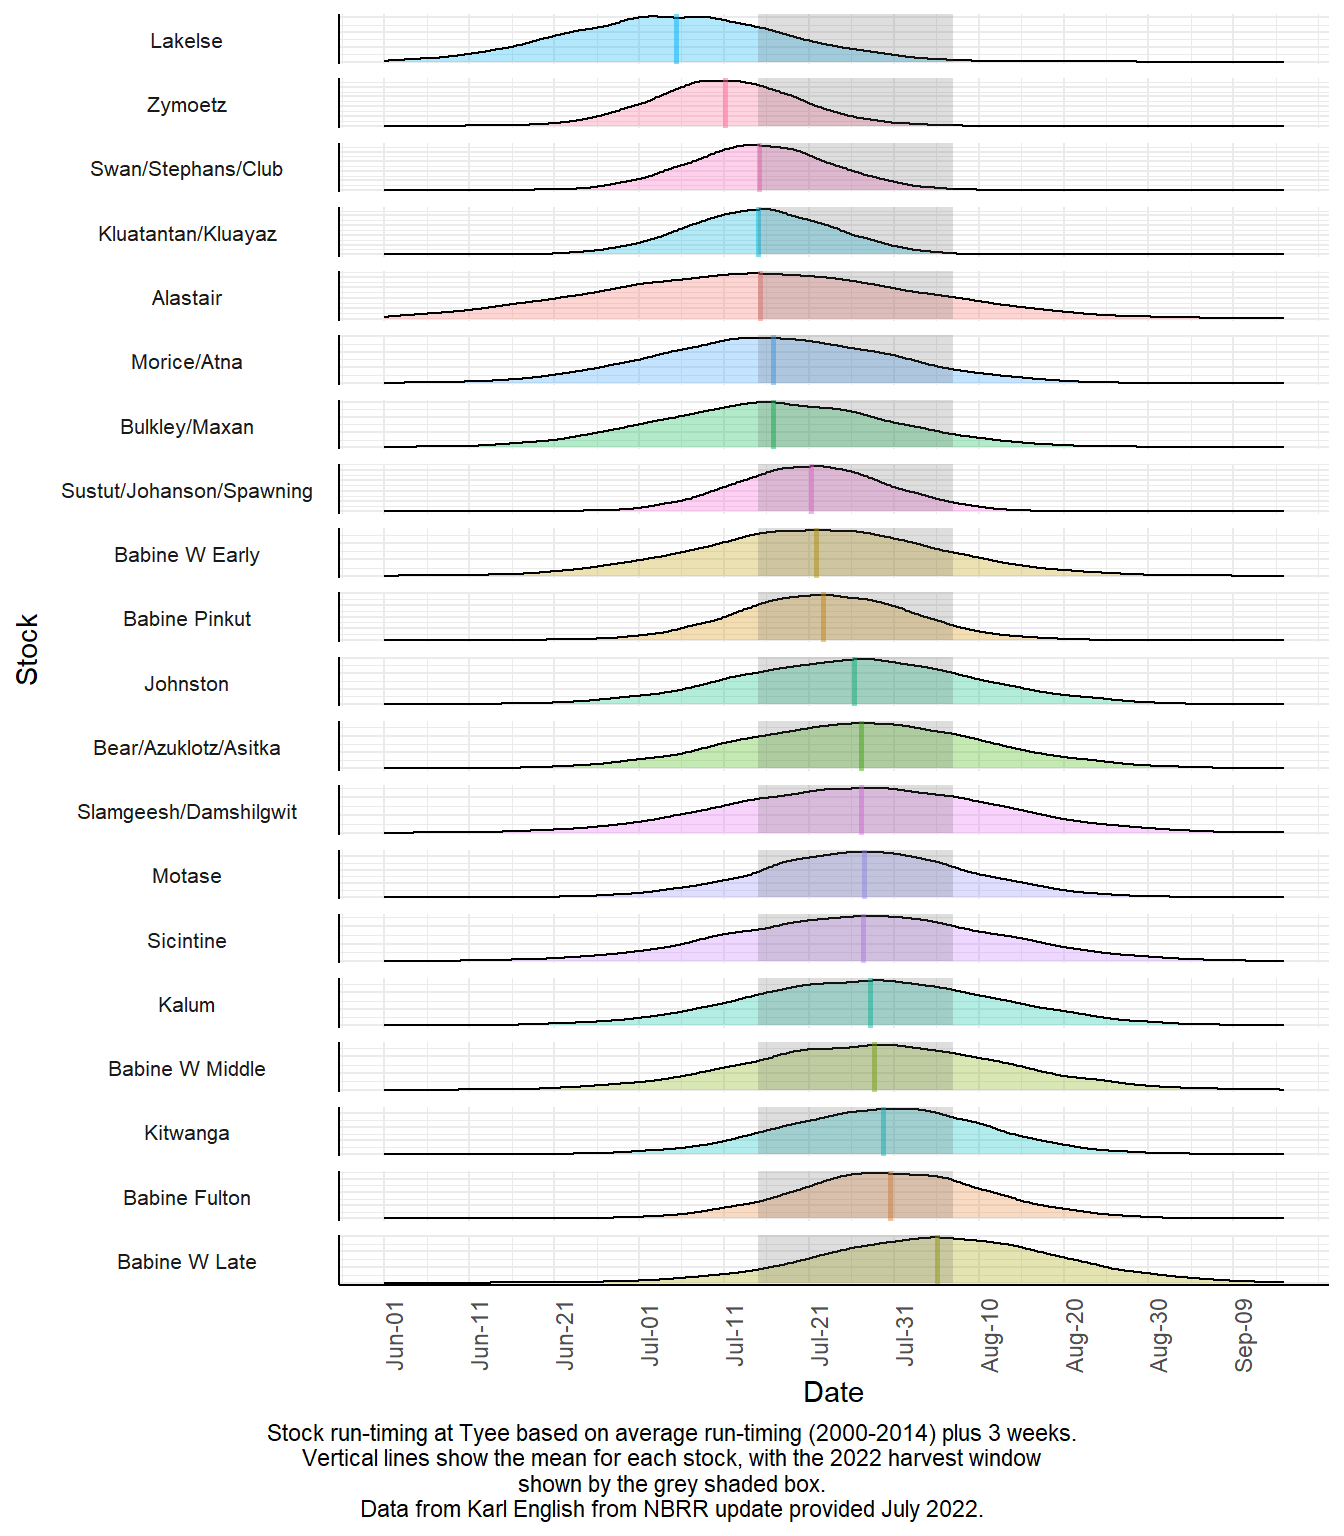 Lakelse
Zymoetz
Swan/Stephans/Club
Kluatantan/Kluayaz
Alastair
Morice/Atna
Bulkley/Maxan
Sustut/Johanson/Spawning
Babine W Early
Babine Pinkut
Johnston
Bear/Azuklotz/Asitka
Slamgeesh/Damshilgwit
Motase
Sicintine
Kalum
Babine W Middle
Kitwanga
Babine Fulton
Babine W Late
Stock
Jun-01
Jun-11
Jun-21
Jul-01
Jul-11
Jul-21
Jul-31
Aug-10
Aug-20
Aug-30
Sep-09
Date
Stock run-timing at Tyee based on average run-timing (2000-2014) plus 3 weeks.
Vertical lines show the mean for each stock, with the 2022 harvest window
shown by the grey shaded box.
Data from Karl English from NBRR update provided July 2022.